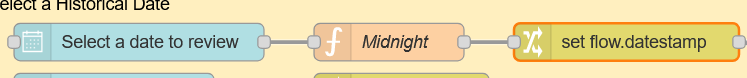 elect a Historical Date
Select a date to review
Midnight
set flow.datestamp